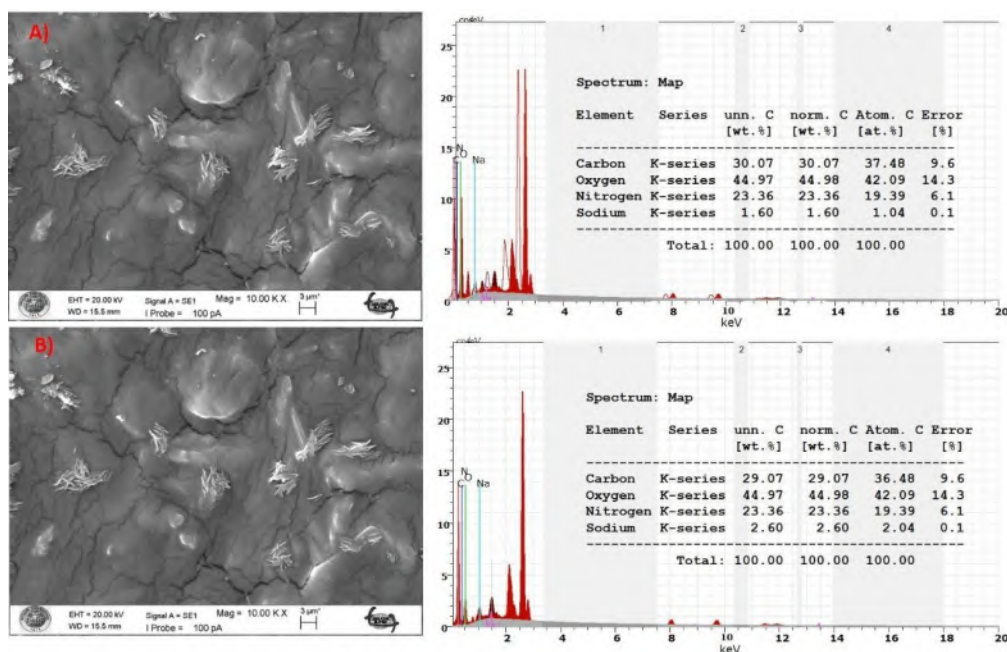 A)
EHT = 20.00 kV Signal A = SE1 Mag = 10.00 K X 3 µm*
WD = 15.5 mm I Probe = 100 pA
25
20
15
10
5
0
1 2 3 4
N
C O Na
Spectrum: Map
Element Series unn. C norm. C Atom. C Error
[wt.%] [wt.%] [at.%] [%]
Carbon K-series 30.07 30.07 37.48 9.6
Oxygen K-series 44.97 44.98 42.09 14.3
Nitrogen K-series 23.36 23.36 19.39 6.1
Sodium K-series 1.60 1.60 1.04 0.1
Total: 100.00 100.00 100.00
2 4 6 8 10 12 14 16 18 20
keV
B)
EHT = 20.00 kV Signal A = SE1 Mag = 10.00 K X 3 µm*
WD = 15.5 mm I Probe = 100 pA
25
20
15
10
5
0
1 2 3 4
N
C O Na
Spectrum: Map
Element Series unn. C norm. C Atom. C Error
[wt.%] [wt.%] [at.%] [%]
Carbon K-series 29.07 29.07 36.48 9.6
Oxygen K-series 44.97 44.98 42.09 14.3
Nitrogen K-series 23.36 23.36 19.39 6.1
Sodium K-series 2.60 2.60 2.04 0.1
Total: 100.00 100.00 100.00
2 4 6 8 10 12 14 16 18 20
keV